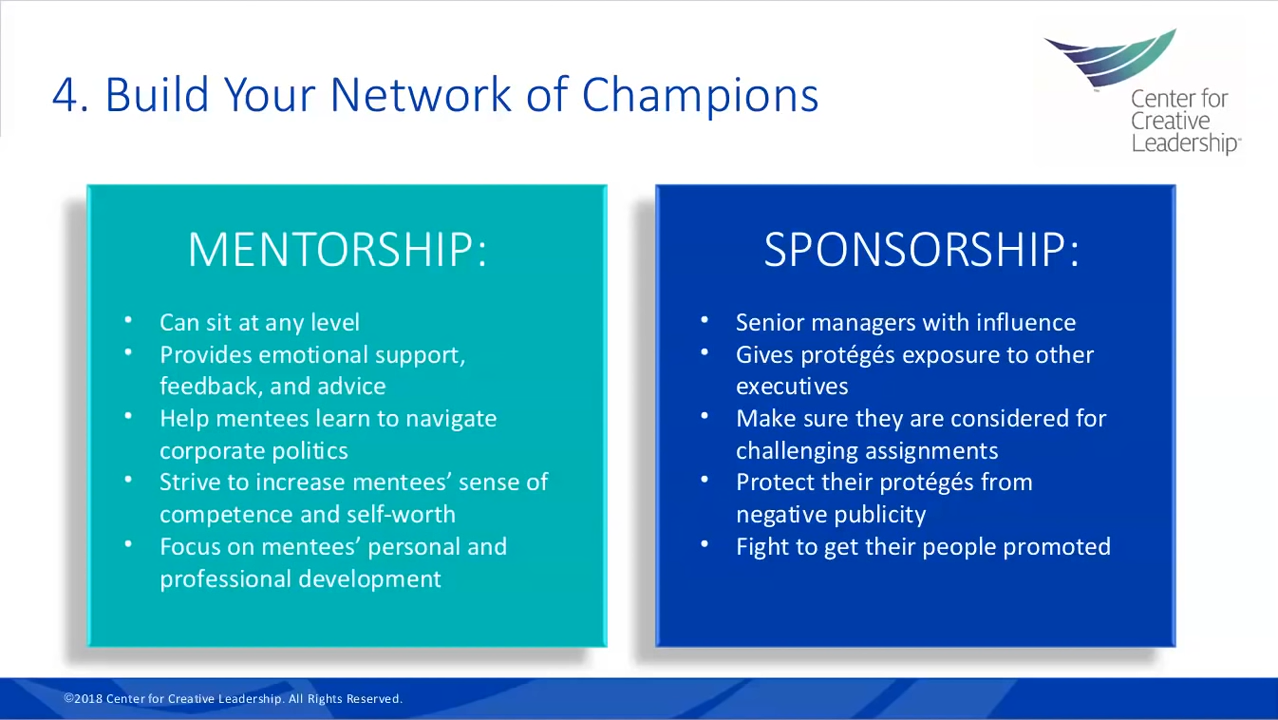 4. Build Your Network of Champions
Center for
Creative
Leadership™
MENTORSHIP:
• Can sit at any level
• Provides emotional support,
feedback, and advice
• Help mentees learn to navigate
corporate politics
• Strive to increase mentees’ sense of
competence and self-worth
• Focus on mentees’ personal and
professional development
SPONSORSHIP:
• Senior managers with influence
• Gives protégés exposure to other
executives
• Make sure they are considered for
challenging assignments
• Protect their protégés from
negative publicity
• Fight to get their people promoted
©2018 Center for Creative Leadership. All Rights Reserved.